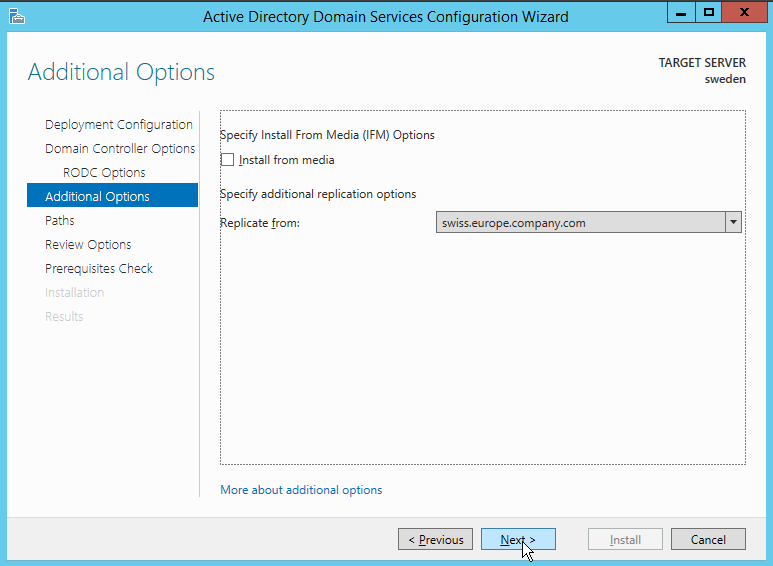 Active Directory Domain Services Configuration Wizard
Additional Options
TARGET SERVER
sweden
Deployment Configuration
Domain Controller Options
RODC Options
Additional Options
Paths
Review Options
Prerequisites Check
Installation
Results
Specify Install From Media (IFM) Options
Install from media
Specify additional replication options
Replicate from: swiss.europe.company.com
More about additional options
< Previous Next > Install Cancel